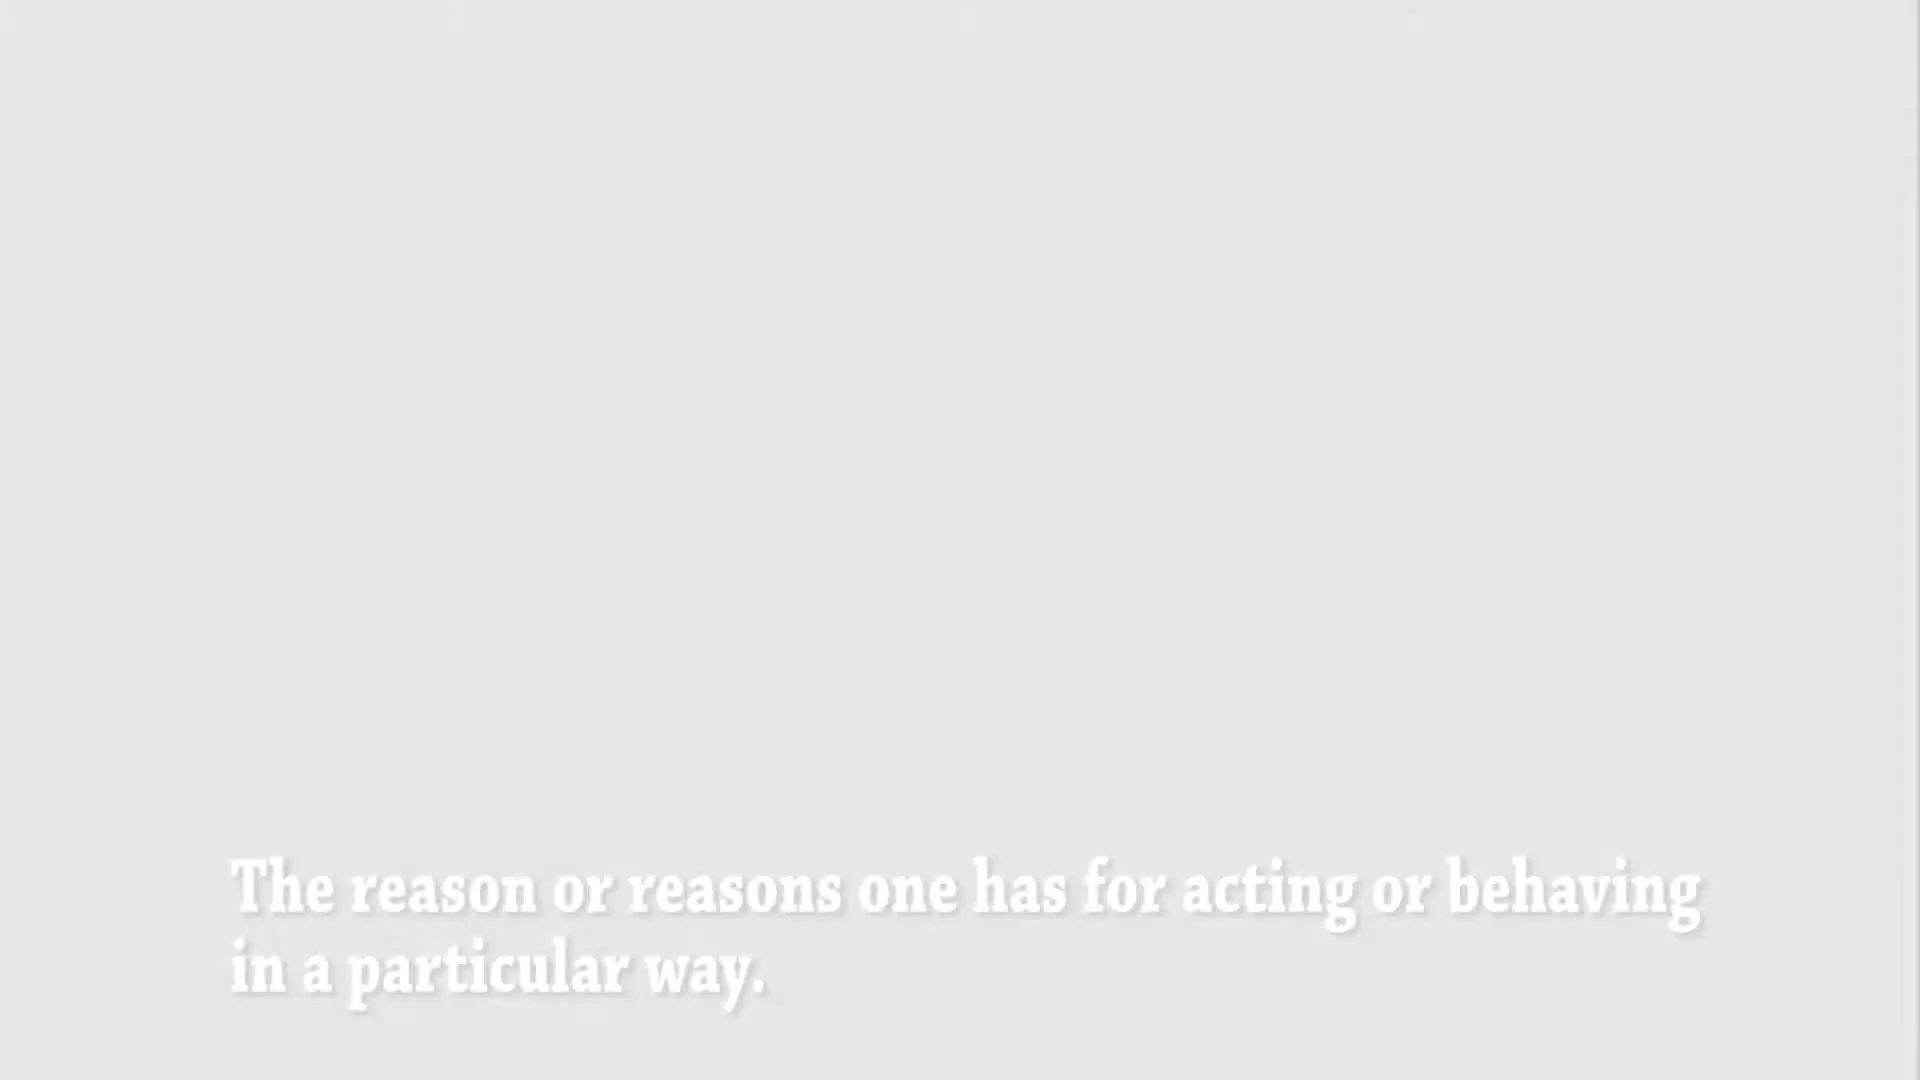 The reason or reasons one has for acting or behaving
in a particular way.